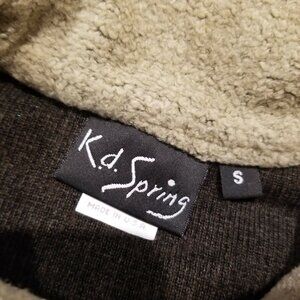 K.d. Spring
S
MADE IN U.S.A